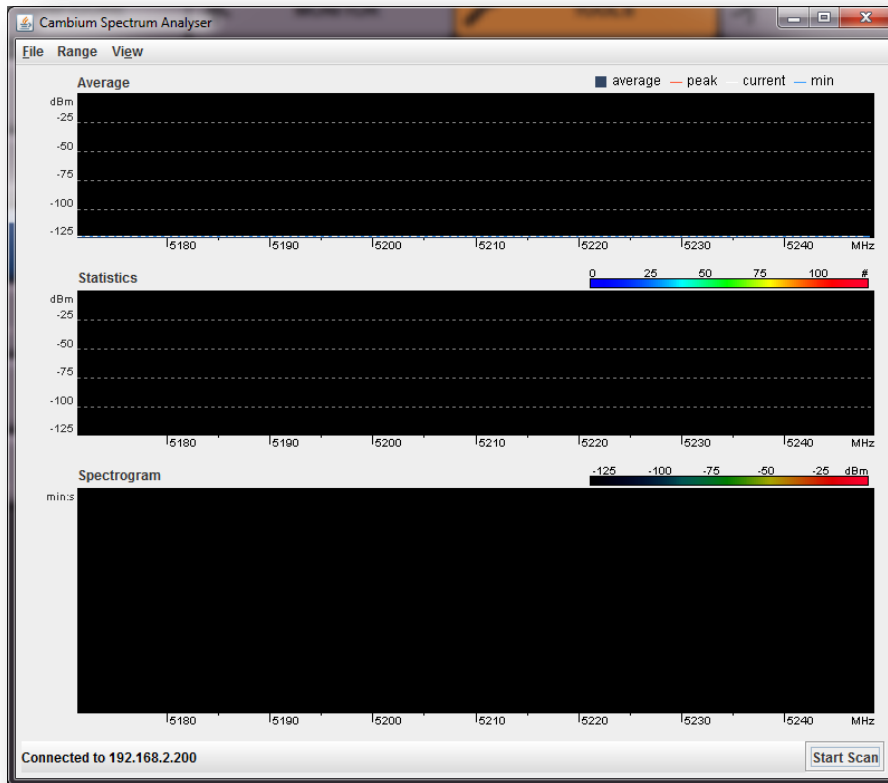 Cambium Spectrum Analyser
File Range View
Average
average peak current min
dBm
-25
-50
-75
-100
-125
5180 5190 5200 5210 5220 5230 5240 MHz
Statistics
0 25 50 75 100 #
dBm
-25
-50
-75
-100
-125
5180 5190 5200 5210 5220 5230 5240 MHz
Spectrogram
-125 -100 -75 -50 -25 dBm
min:s
5180 5190 5200 5210 5220 5230 5240 MHz
Connected to 192.168.2.200
Start Scan